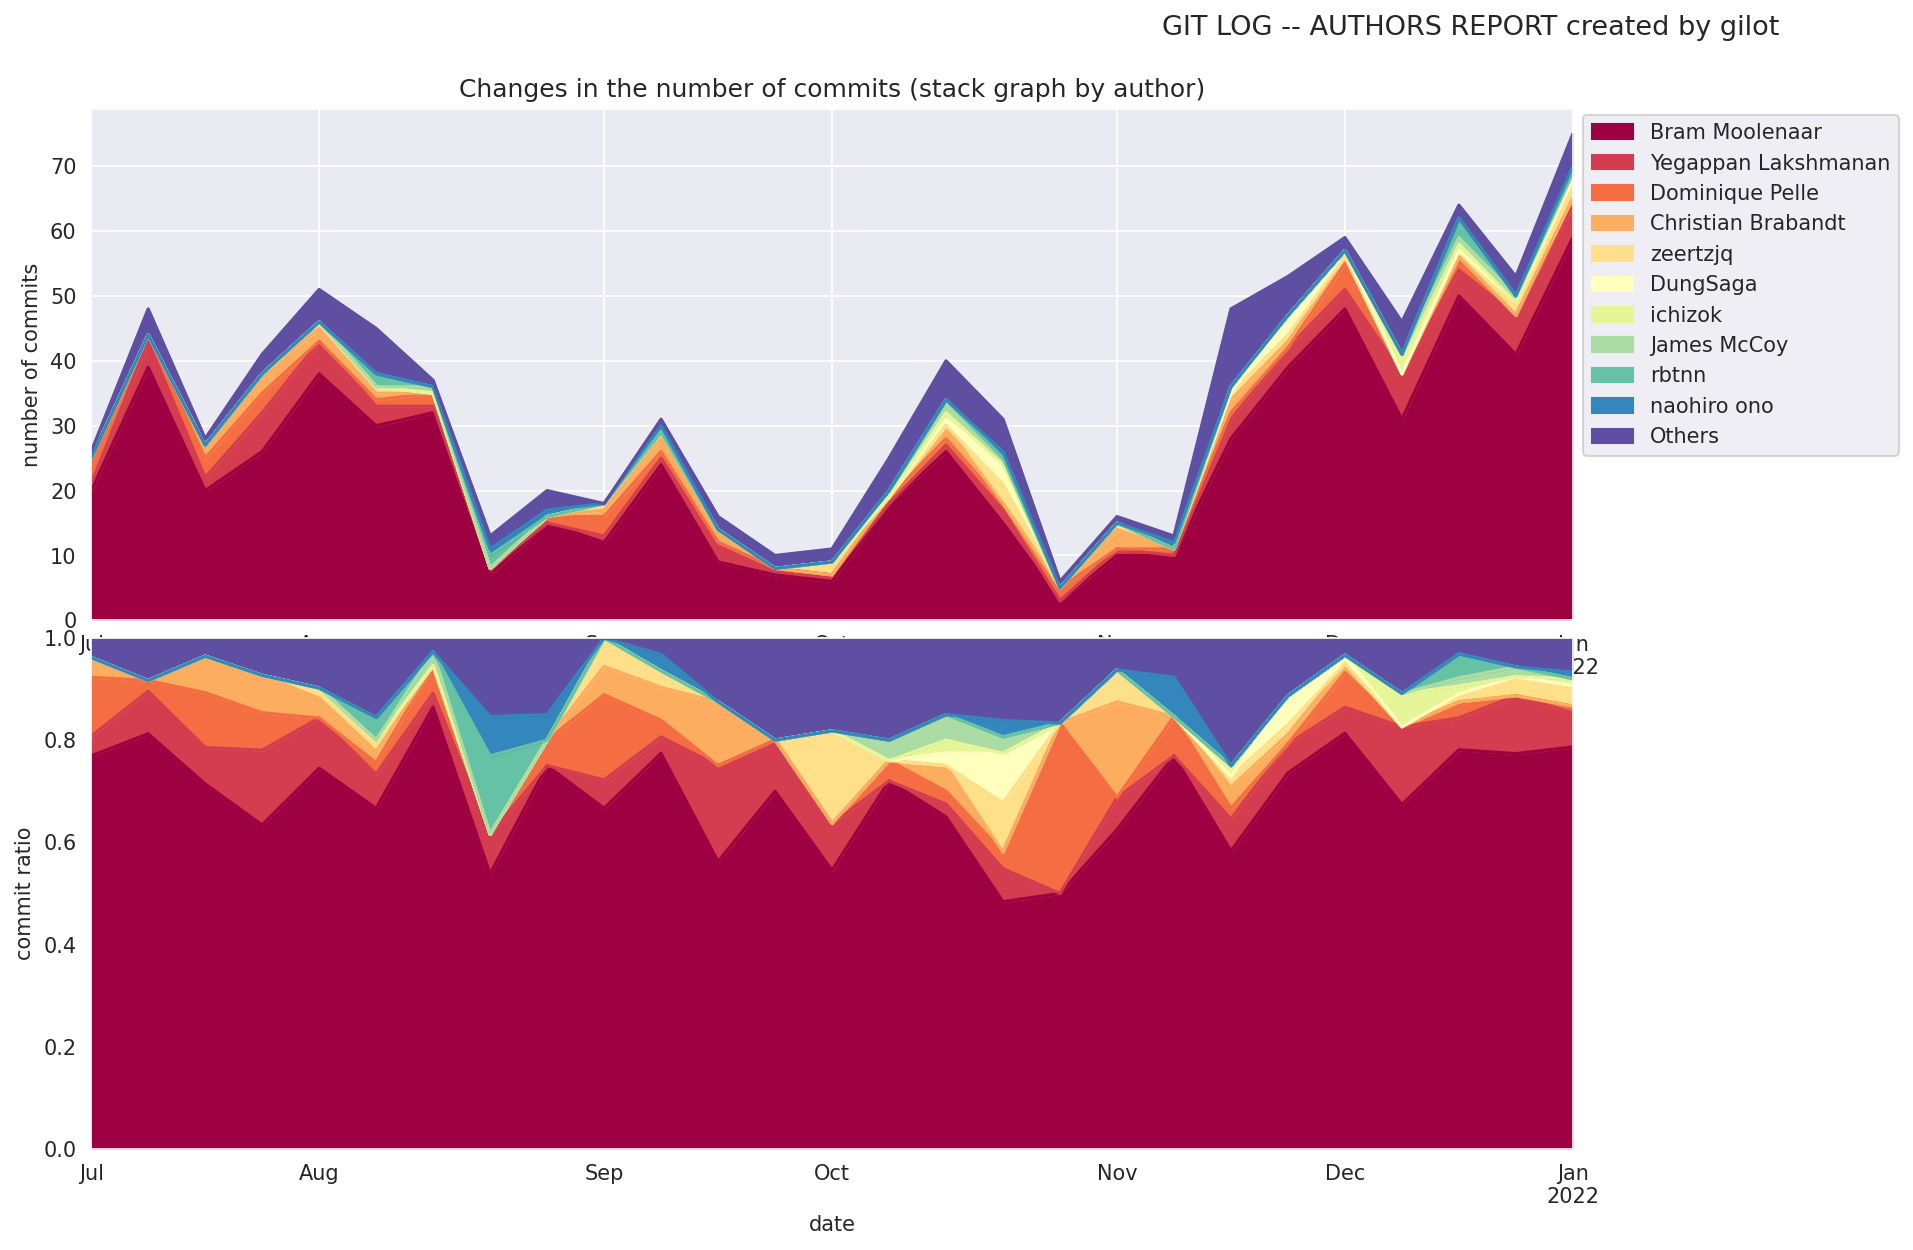 GIT LOG -- AUTHORS REPORT created by gilot
Changes in the number of commits (stack graph by author)
number of commits
70
60
50
40
30
20
10
0
Bram Moolenaar
Yegappan Lakshmanan
Dominique Pelle
Christian Brabandt
zeertzjq
DungSaga
ichizok
James McCoy
rbtnn
naohiro ono
Others
commit ratio
1.0
0.8
0.6
0.4
0.2
0.0
Jul Aug Sep Oct Nov Dec Jan
2022
date